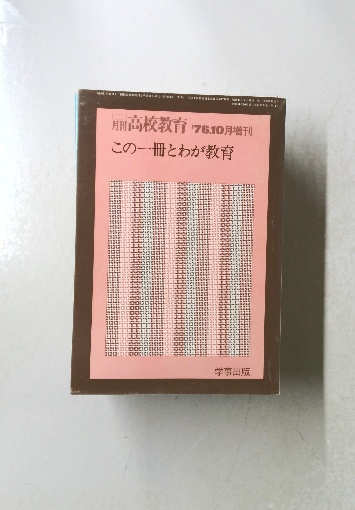 月刊高校教育 '76.10月増刊
この一冊とわが教育
学事出版